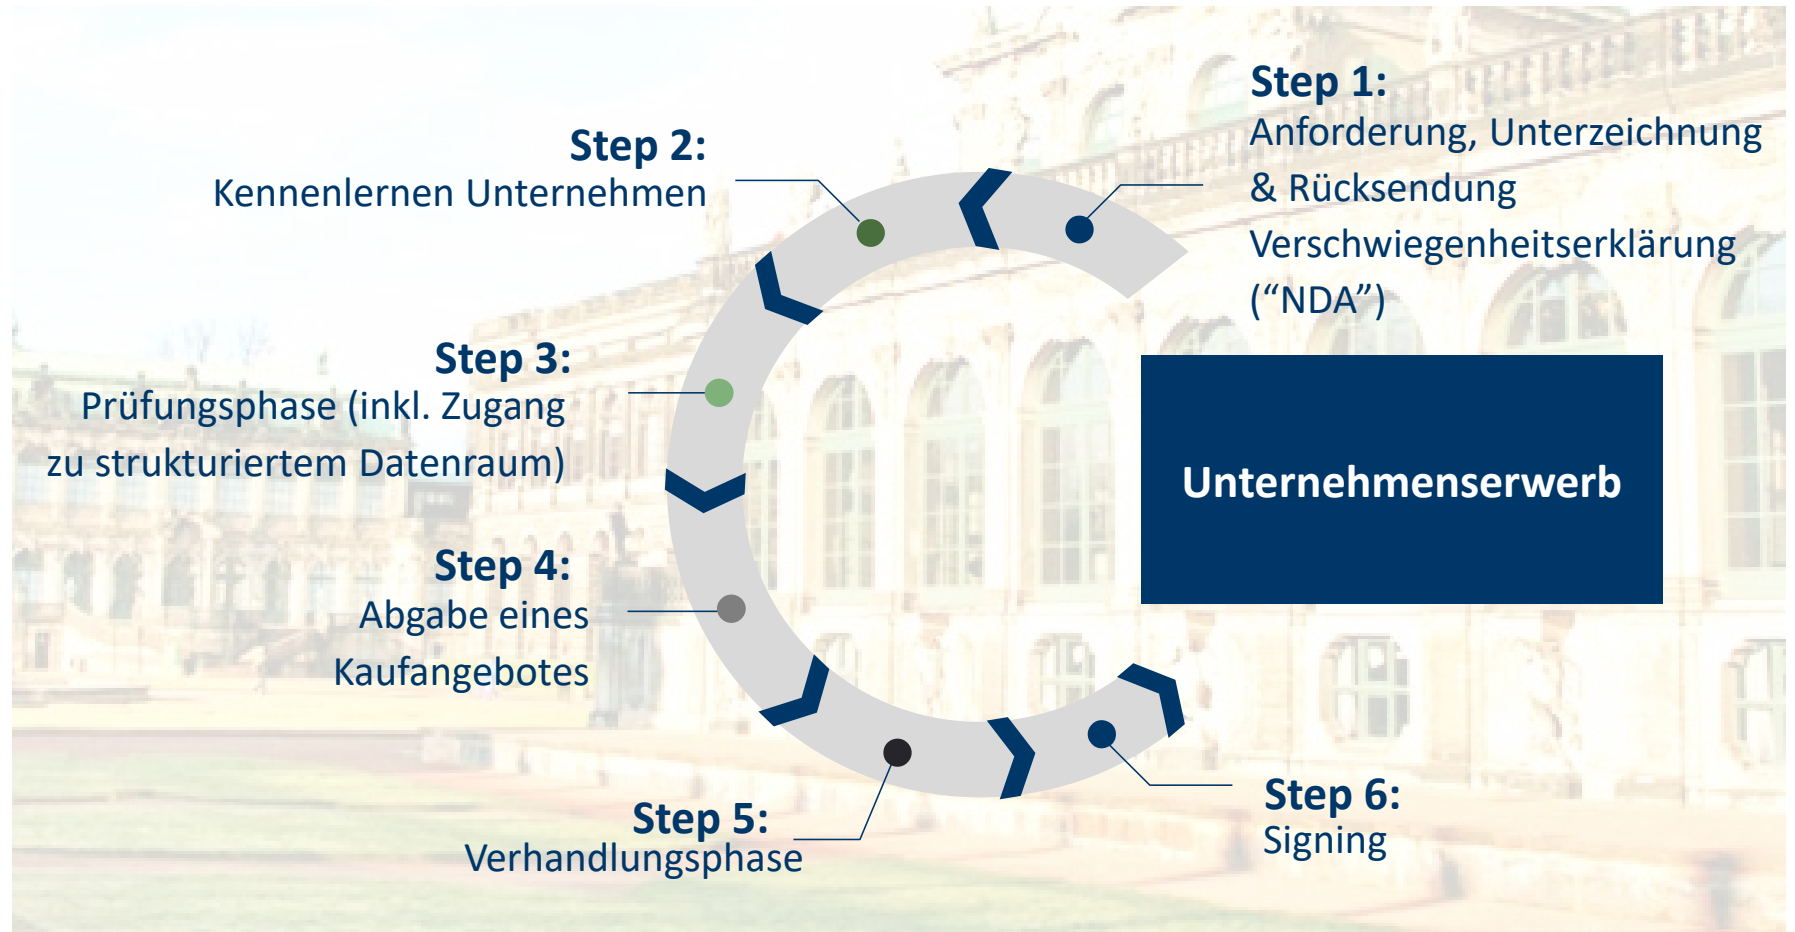 Step 1:
Anforderung, Unterzeichnung
& Rücksendung
Verschwiegenheitserklärung
(“NDA”)
Step 2:
Kennenlernen Unternehmen
Step 3:
Prüfungsphase (inkl. Zugang
zu strukturiertem Datenraum)
Step 4:
Abgabe eines
Kaufangebotes
Step 5:
Verhandlungsphase
Step 6:
Signing
Unternehmenserwerb